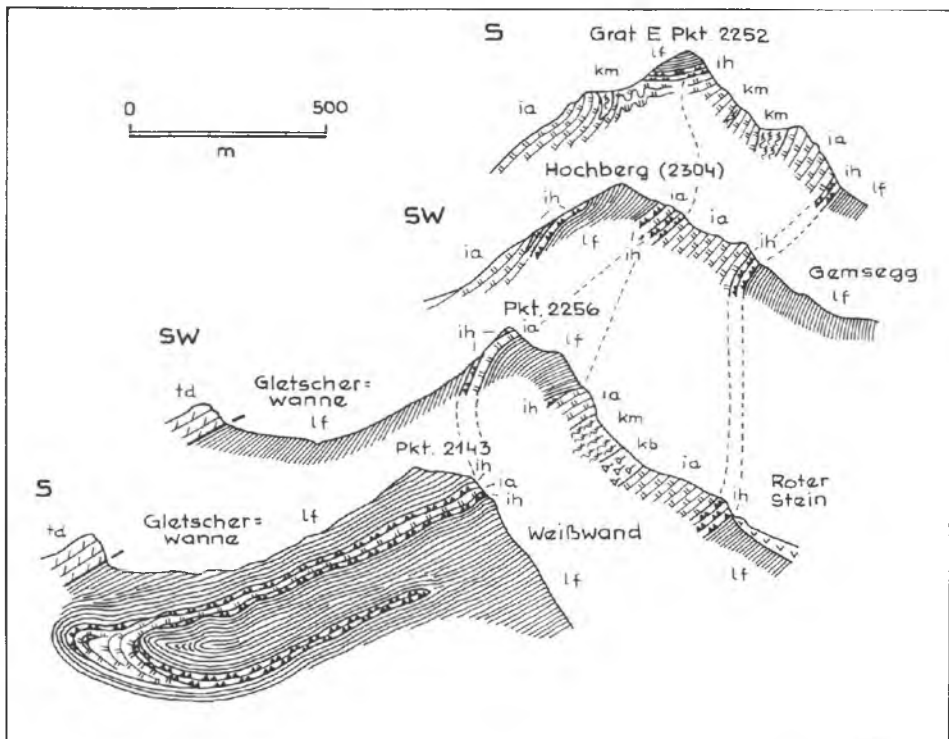 S Grat E Pkt. 2252
lf ih
km
0 500
ia km
m km
ia
Hochberg (2304) ih
lf
SW ih ia
ia
ia lf ih
ih
Gemsegg
Pkt. 2256 lf
SW ih ia lf
td Gletscher=
wanne
lf ih ia
km
kb
Pkt. 2143 ia
S ih ih
ia
ih
Roter
Stein
td Gletscher=
wanne
lf Weißwand
lf
lf